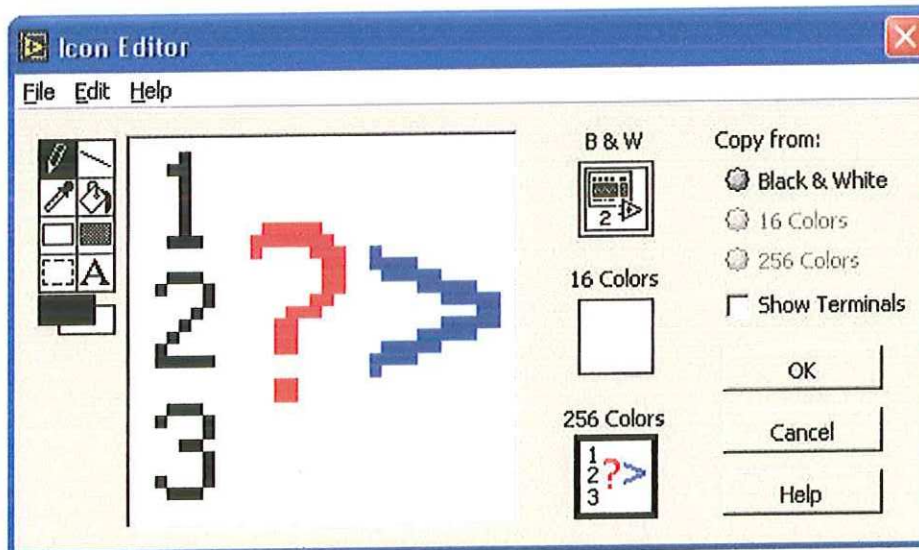 Icon Editor
File Edit Help
1
2
3
?
>
B & W
2
16 Colors
256 Colors
1
2
3
?
>
Copy from:
Black & White
16 Colors
256 Colors
Show Terminals
OK
Cancel
Help
A